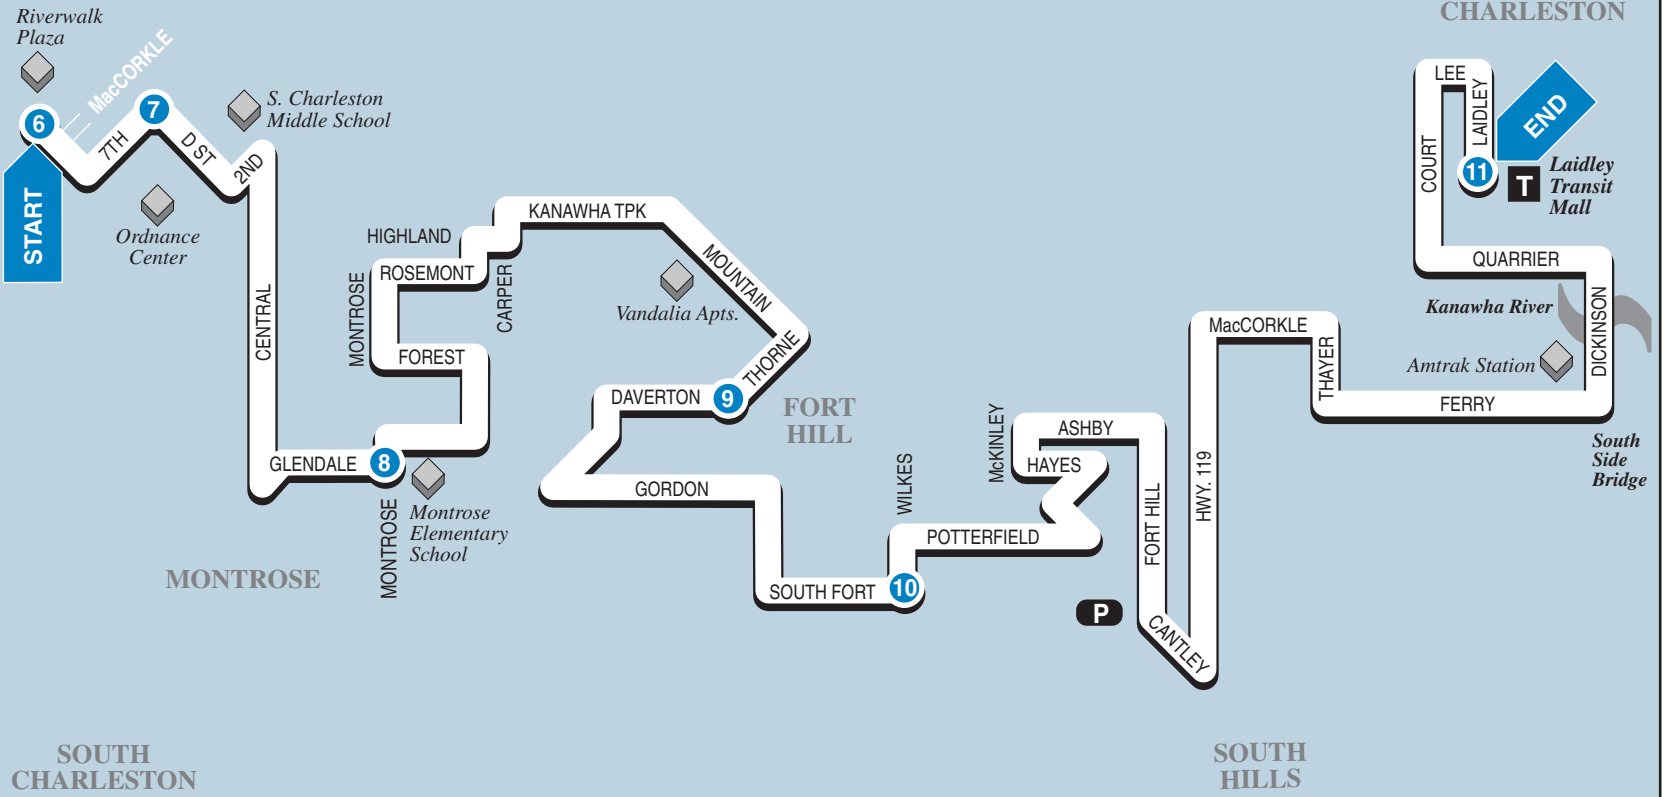 Riverwalk
Plaza
MacCORKLE
6
START
7TH
7
D ST
2ND
S. Charleston
Middle School
Ordnance
Center
CENTRAL
GLENDALE
8
MONTROSE
Montrose
Elementary
School
MONTROSE
FOREST
MONTROSE
ROSEMONT
HIGHLAND
CARPER
KANAWHA TPK
MOUNTAIN
Vandalia Apts.
THORNE
9
DAVERTON
FORT
HILL
GORDON
SOUTH FORT
10
WILKES
POTTERFIELD
HAYES
McKINLEY
ASHBY
FORT HILL
P
CANTLEY
HWY. 119
MacCORKLE
THAYER
FERRY
DICKINSON
Amtrak Station
Kanawha River
South
Side
Bridge
QUARRIER
COURT
LEE
LAIDLEY
11
END
T
Laidley
Transit
Mall
CHARLESTON
SOUTH
CHARLESTON
SOUTH
HILLS